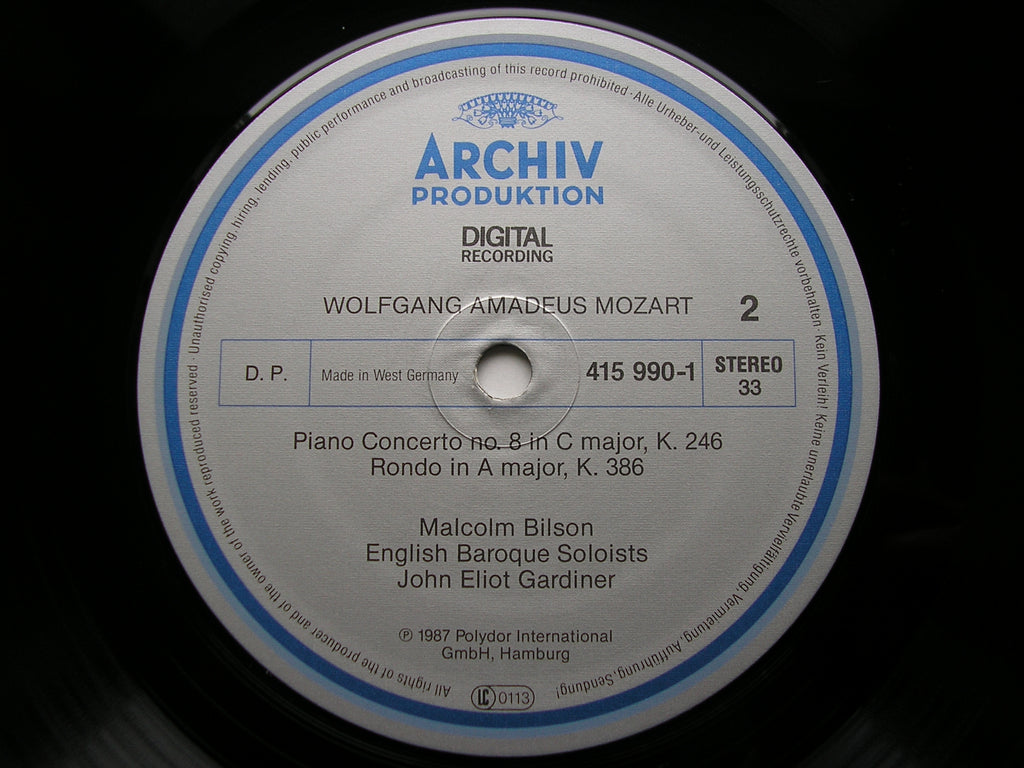 All rights of the producer and of the owner of the work reproduced reserved · Unauthorised copying, hiring, lending, public performance and broadcasting of this record prohibited · Alle Urheber- und Leistungsschutzrechte vorbehalten · Kein Verleih! Keine unerlaubte Vervielfältigung, Vermietung, Aufführung, Sendung!
ARCHIV
PRODUKTION
DIGITAL
RECORDING
WOLFGANG AMADEUS MOZART 2
D. P. Made in West Germany 415 990-1 STEREO
33
Piano Concerto no. 8 in C major, K. 246
Rondo in A major, K. 386
Malcolm Bilson
English Baroque Soloists
John Eliot Gardiner
℗ 1987 Polydor International
GmbH, Hamburg
LC 0113